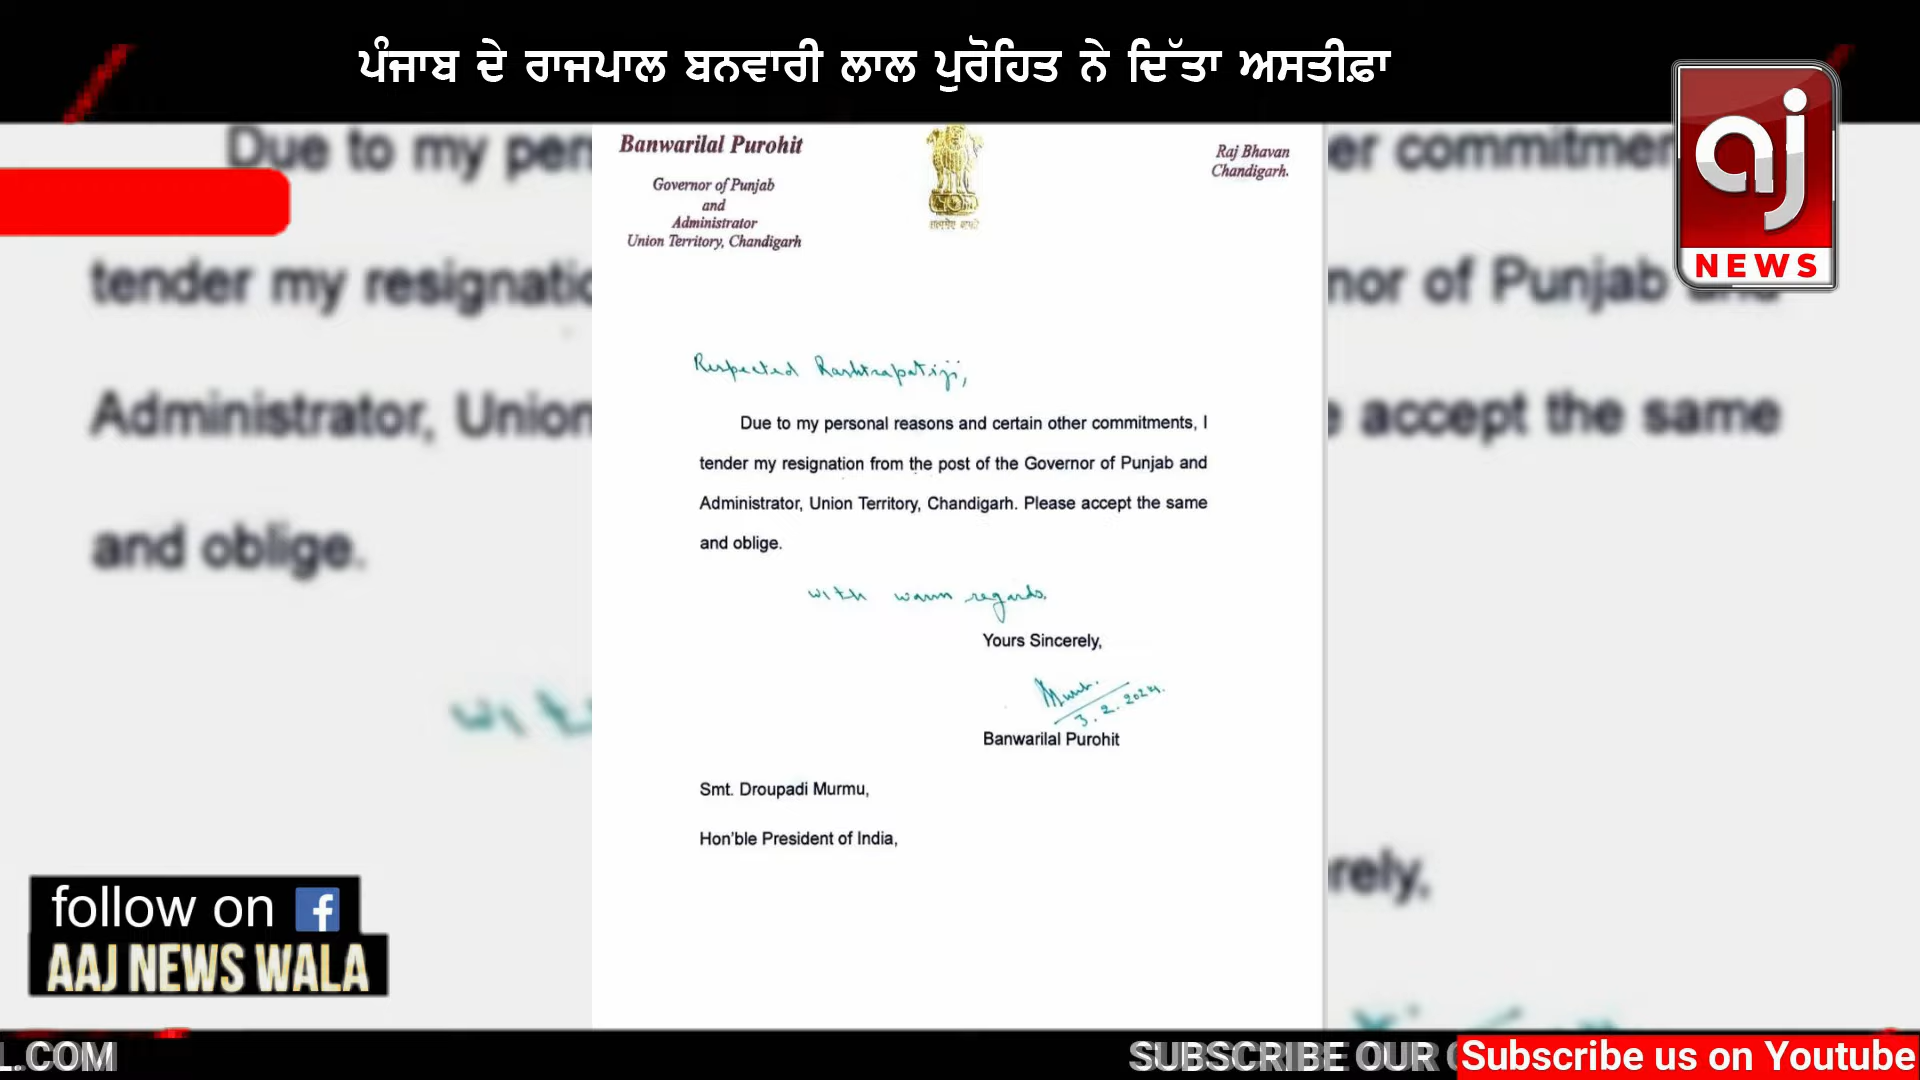 ਪੰਜਾਬ ਦੇ ਰਾਜਪਾਲ ਬਨਵਾਰੀ ਲਾਲ ਪੁਰੋਹਿਤ ਨੇ ਦਿੱਤਾ ਅਸਤੀਫ਼ਾ
aj
NEWS
Banwarilal Purohit
Governor of Punjab
and
Administrator
Union Territory, Chandigarh
सत्यमेव जयते
Raj Bhavan
Chandigarh.
Respected Rashtrapatiji,
Due to my personal reasons and certain other commitments, I
tender my resignation from the post of the Governor of Punjab and
Administrator, Union Territory, Chandigarh. Please accept the same
and oblige.
with warm regards.
Yours Sincerely,
3.2.2024.
Banwarilal Purohit
Smt. Droupadi Murmu,
Hon'ble President of India,
Due to my
er
tender my
nor of Punjab
Administrator, Union
accept the same
and oblige.
follow on
AAJ NEWS WALA
L.COM
SUBSCRIBE OUR
Subscribe us on Youtube